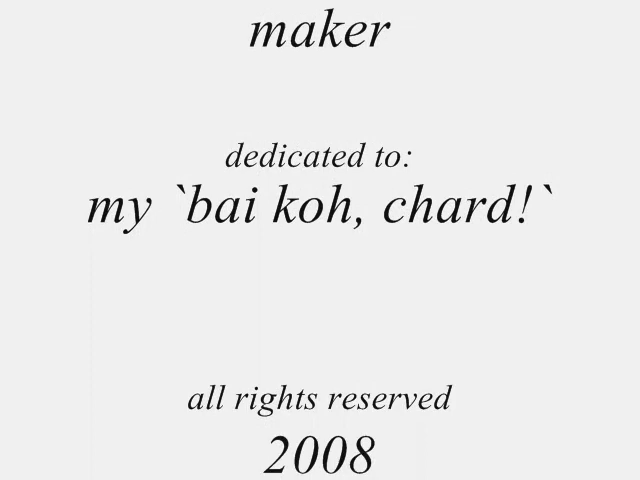 maker
dedicated to:
my `bai koh, chard!`
all rights reserved
2008